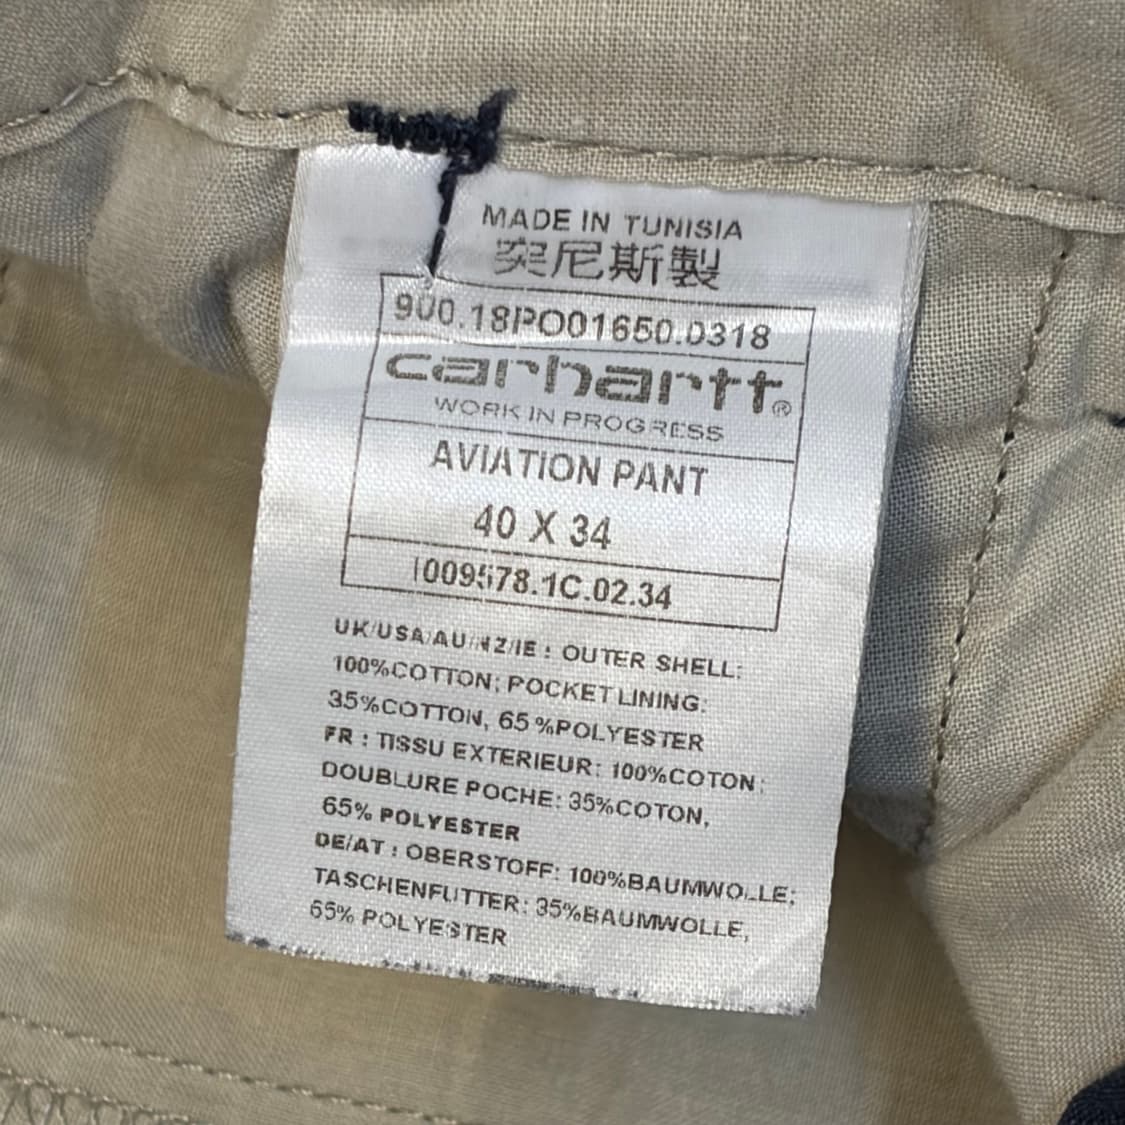 MADE IN TUNISIA
突尼斯製
900.18PO01650.0318
carhartt®
WORK IN PROGRESS
AVIATION PANT
40 X 34
I009578.1C.02.34
UK/USA/AU/NZ/IE : OUTER SHELL:
100%COTTON; POCKET LINING:
35%COTTON, 65%POLYESTER
FR : TISSU EXTERIEUR: 100%COTON;
DOUBLURE POCHE: 35%COTON,
65% POLYESTER
DE/AT : OBERSTOFF: 100%BAUMWOLLE;
TASCHENFUTTER: 35%BAUMWOLLE,
65% POLYESTER